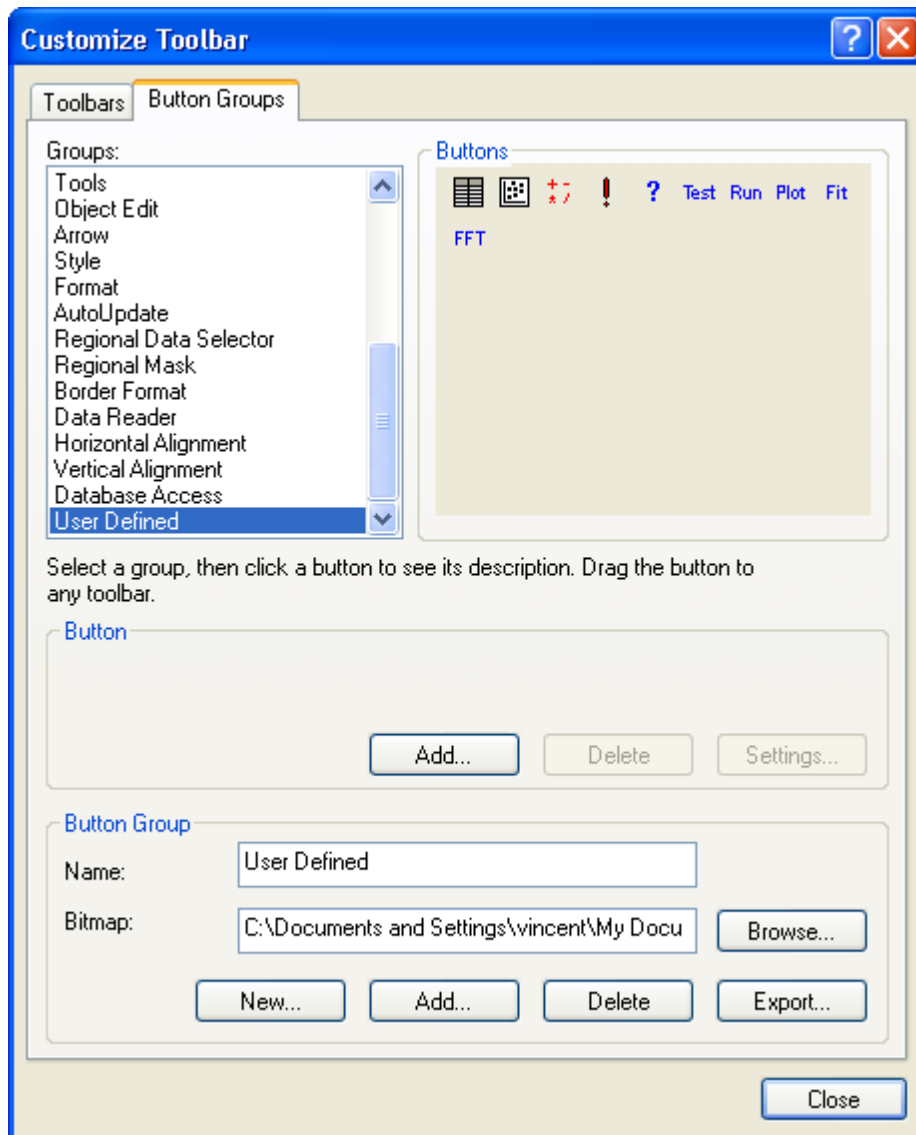 Customize Toolbar
Toolbars Button Groups
Groups:
Tools
Object Edit
Arrow
Style
Format
AutoUpdate
Regional Data Selector
Regional Mask
Border Format
Data Reader
Horizontal Alignment
Vertical Alignment
Database Access
User Defined
Buttons
+ - * / ! ? Test Run Plot Fit
FFT
Select a group, then click a button to see its description. Drag the button to
any toolbar.
Button
Add... Delete Settings...
Button Group
Name: User Defined
Bitmap: C:\Documents and Settings\vincent\My Docu Browse...
New... Add... Delete Export...
Close